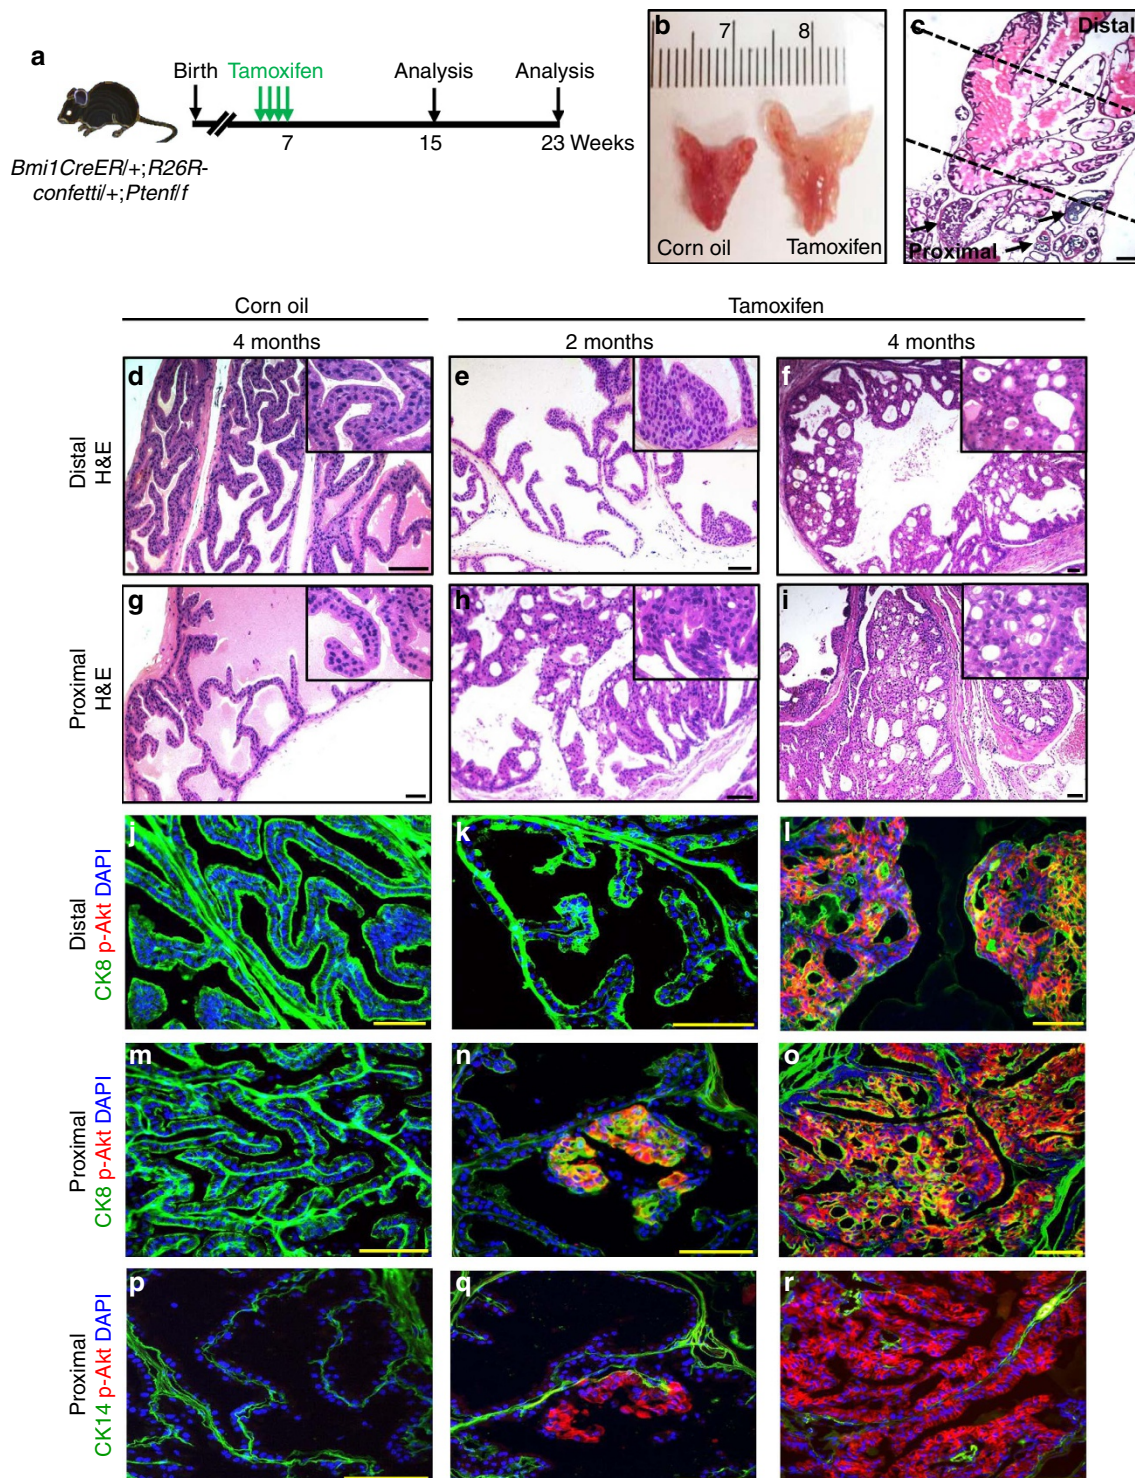 a
Birth
Tamoxifen
Analysis
Analysis
7
15
23 Weeks
Bmi1CreER/+;R26R-
confetti/+;Ptenf/f
b
7
8
Corn oil
Tamoxifen
c
Distal
Proximal
Corn oil
Tamoxifen
4 months
2 months
4 months
Distal
H&E
d
e
f
Proximal
H&E
g
h
i
Distal
CK8 p-Akt DAPI
j
k
l
Proximal
CK8 p-Akt DAPI
m
n
o
Proximal
CK14 p-Akt DAPI
p
q
r